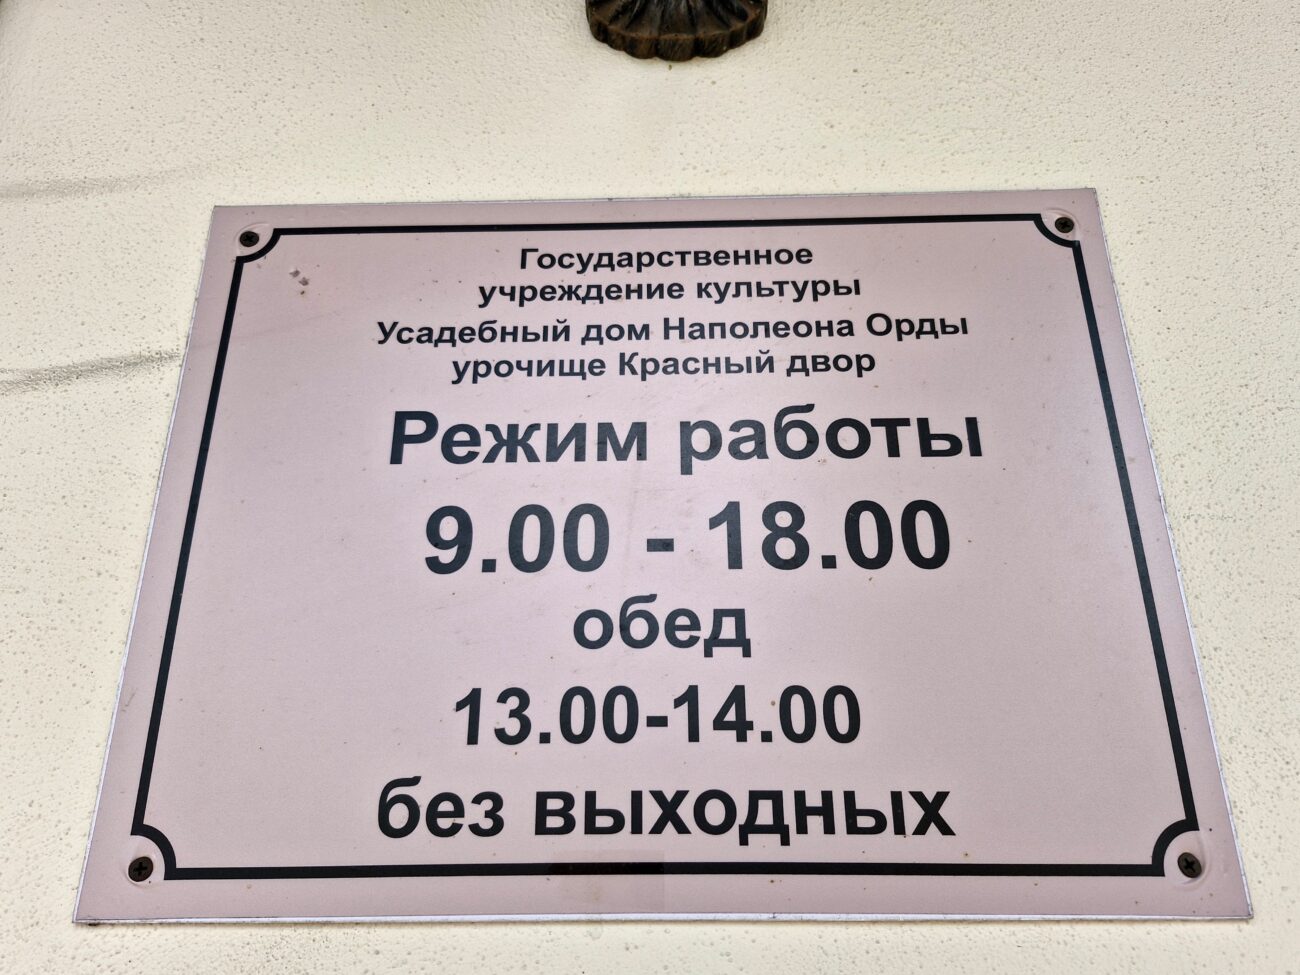 Государственное
учреждение культуры
Усадебный дом Наполеона Орды
урочище Красный двор
Режим работы
9.00 - 18.00
обед
13.00-14.00
без выходных